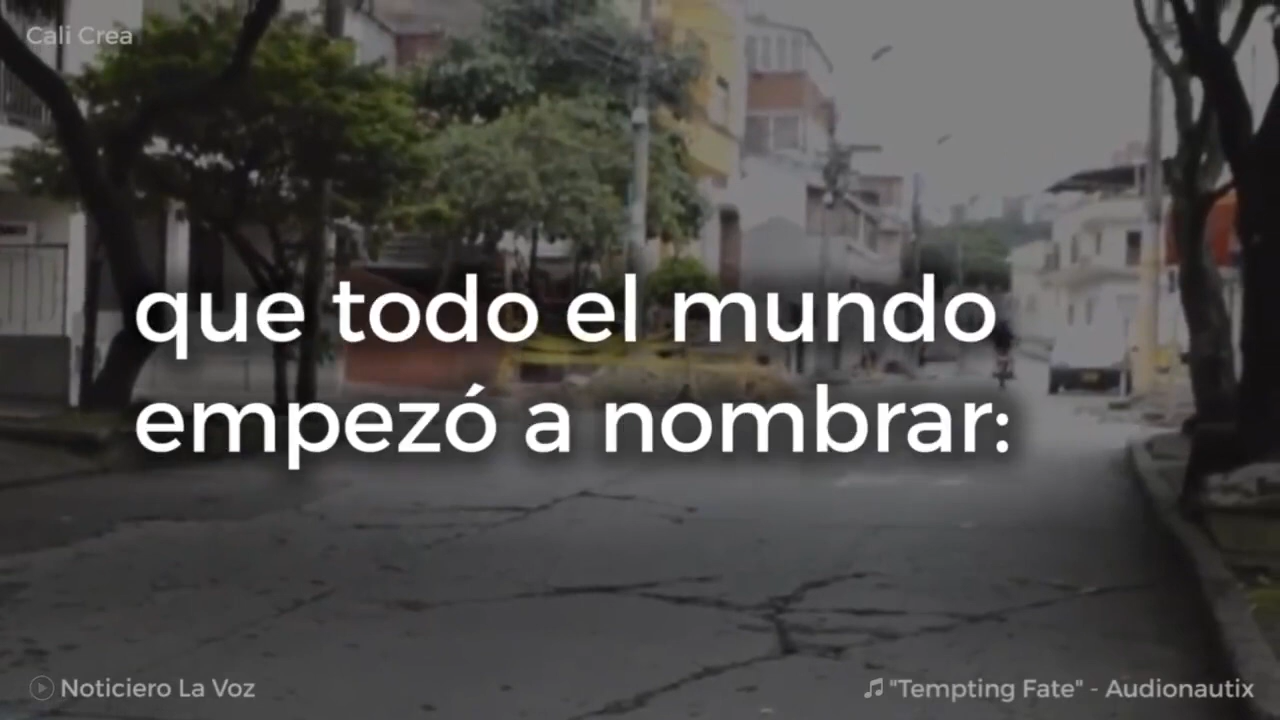 Cali Crea
que todo el mundo
empezó a nombrar:
Noticiero La Voz
"Tempting Fate" - Audionautix